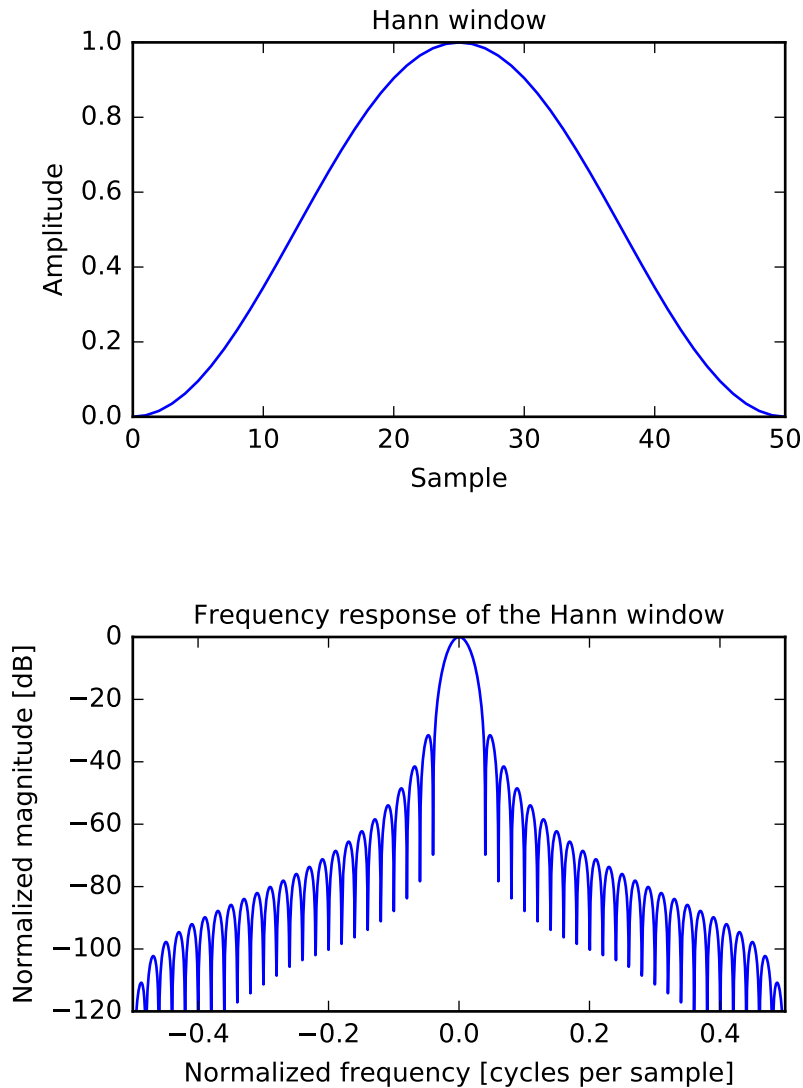 Hann window
1.0
0.8
0.6
0.4
0.2
0.0
Amplitude
0 10 20 30 40 50
Sample
Frequency response of the Hann window
0
−20
−40
−60
−80
−100
−120
Normalized magnitude [dB]
−0.4 −0.2 0.0 0.2 0.4
Normalized frequency [cycles per sample]